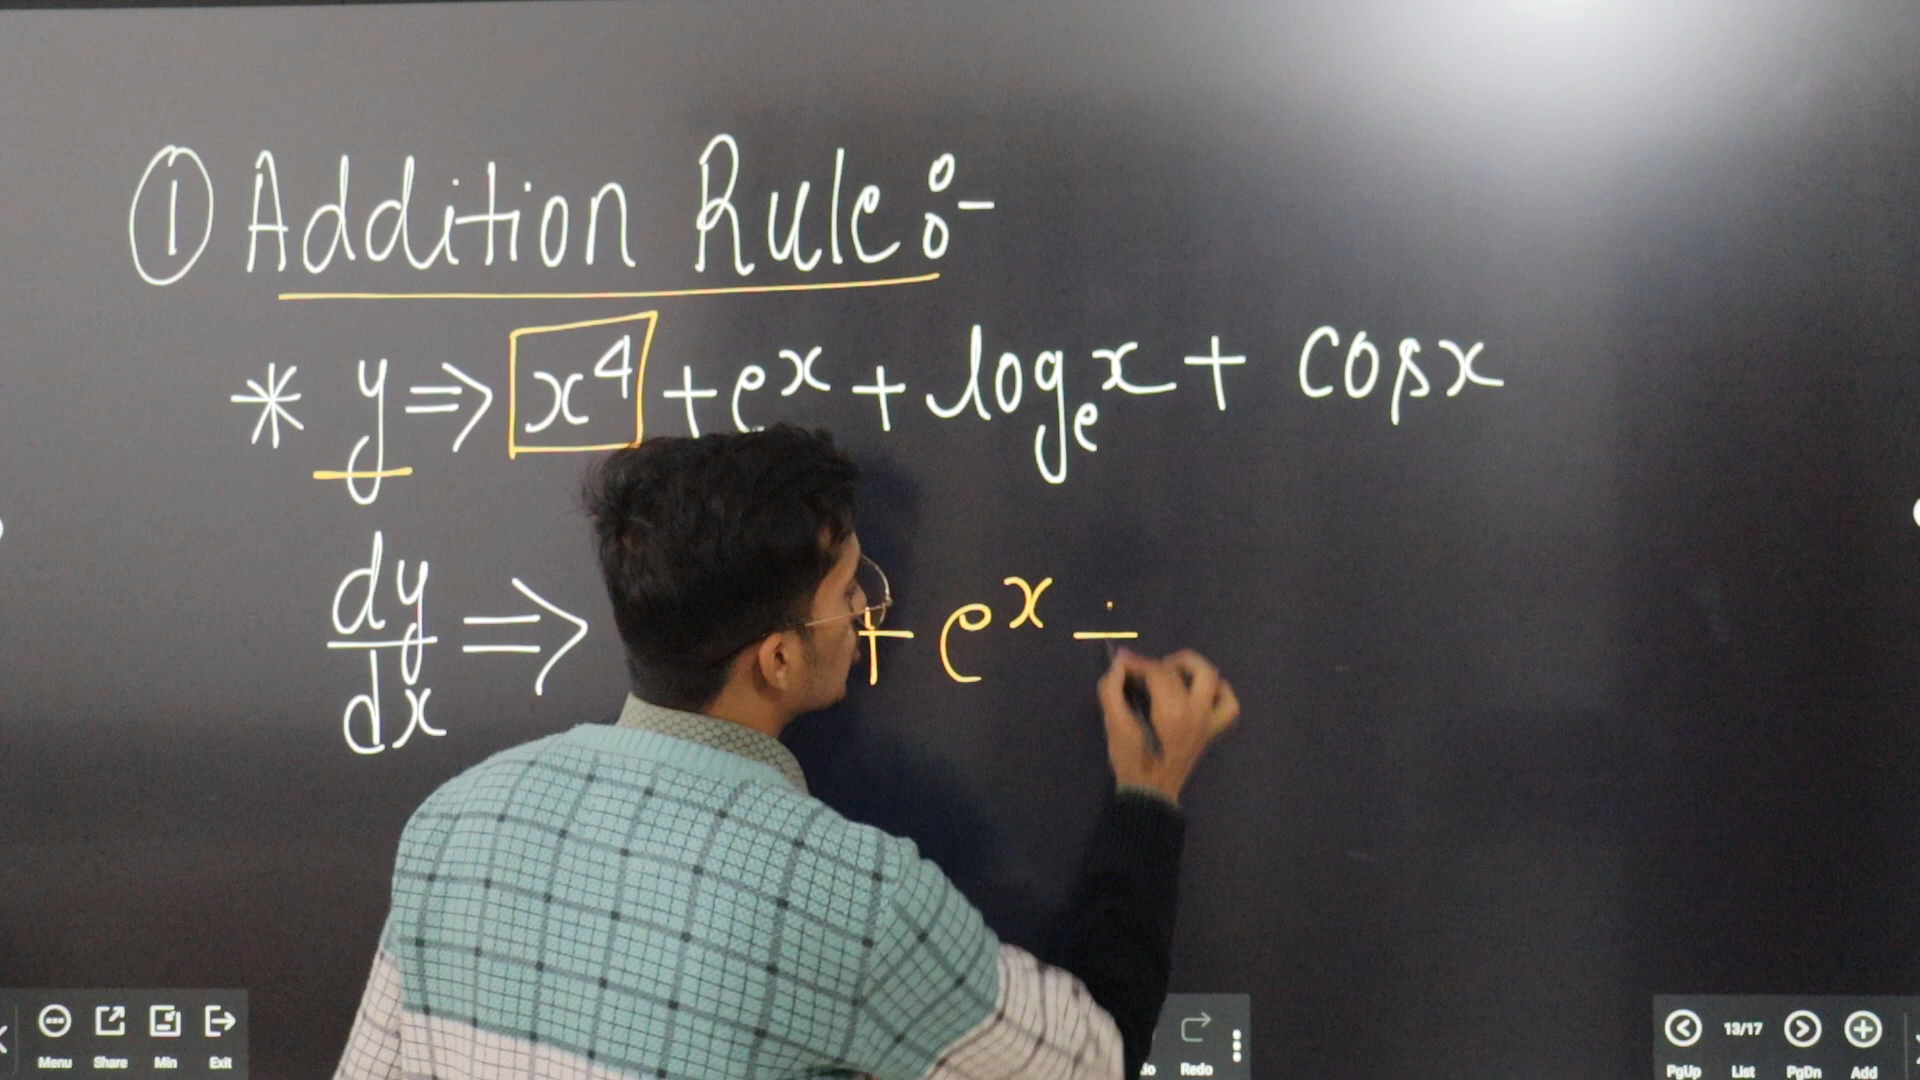 ① Addition Rule :-
* y ⇒ x⁴ + eˣ + logₑx + cosx
dy/dx ⇒ + eˣ
Menu Share Min Exit
Redo
13/17
PgUp List PgDn Add